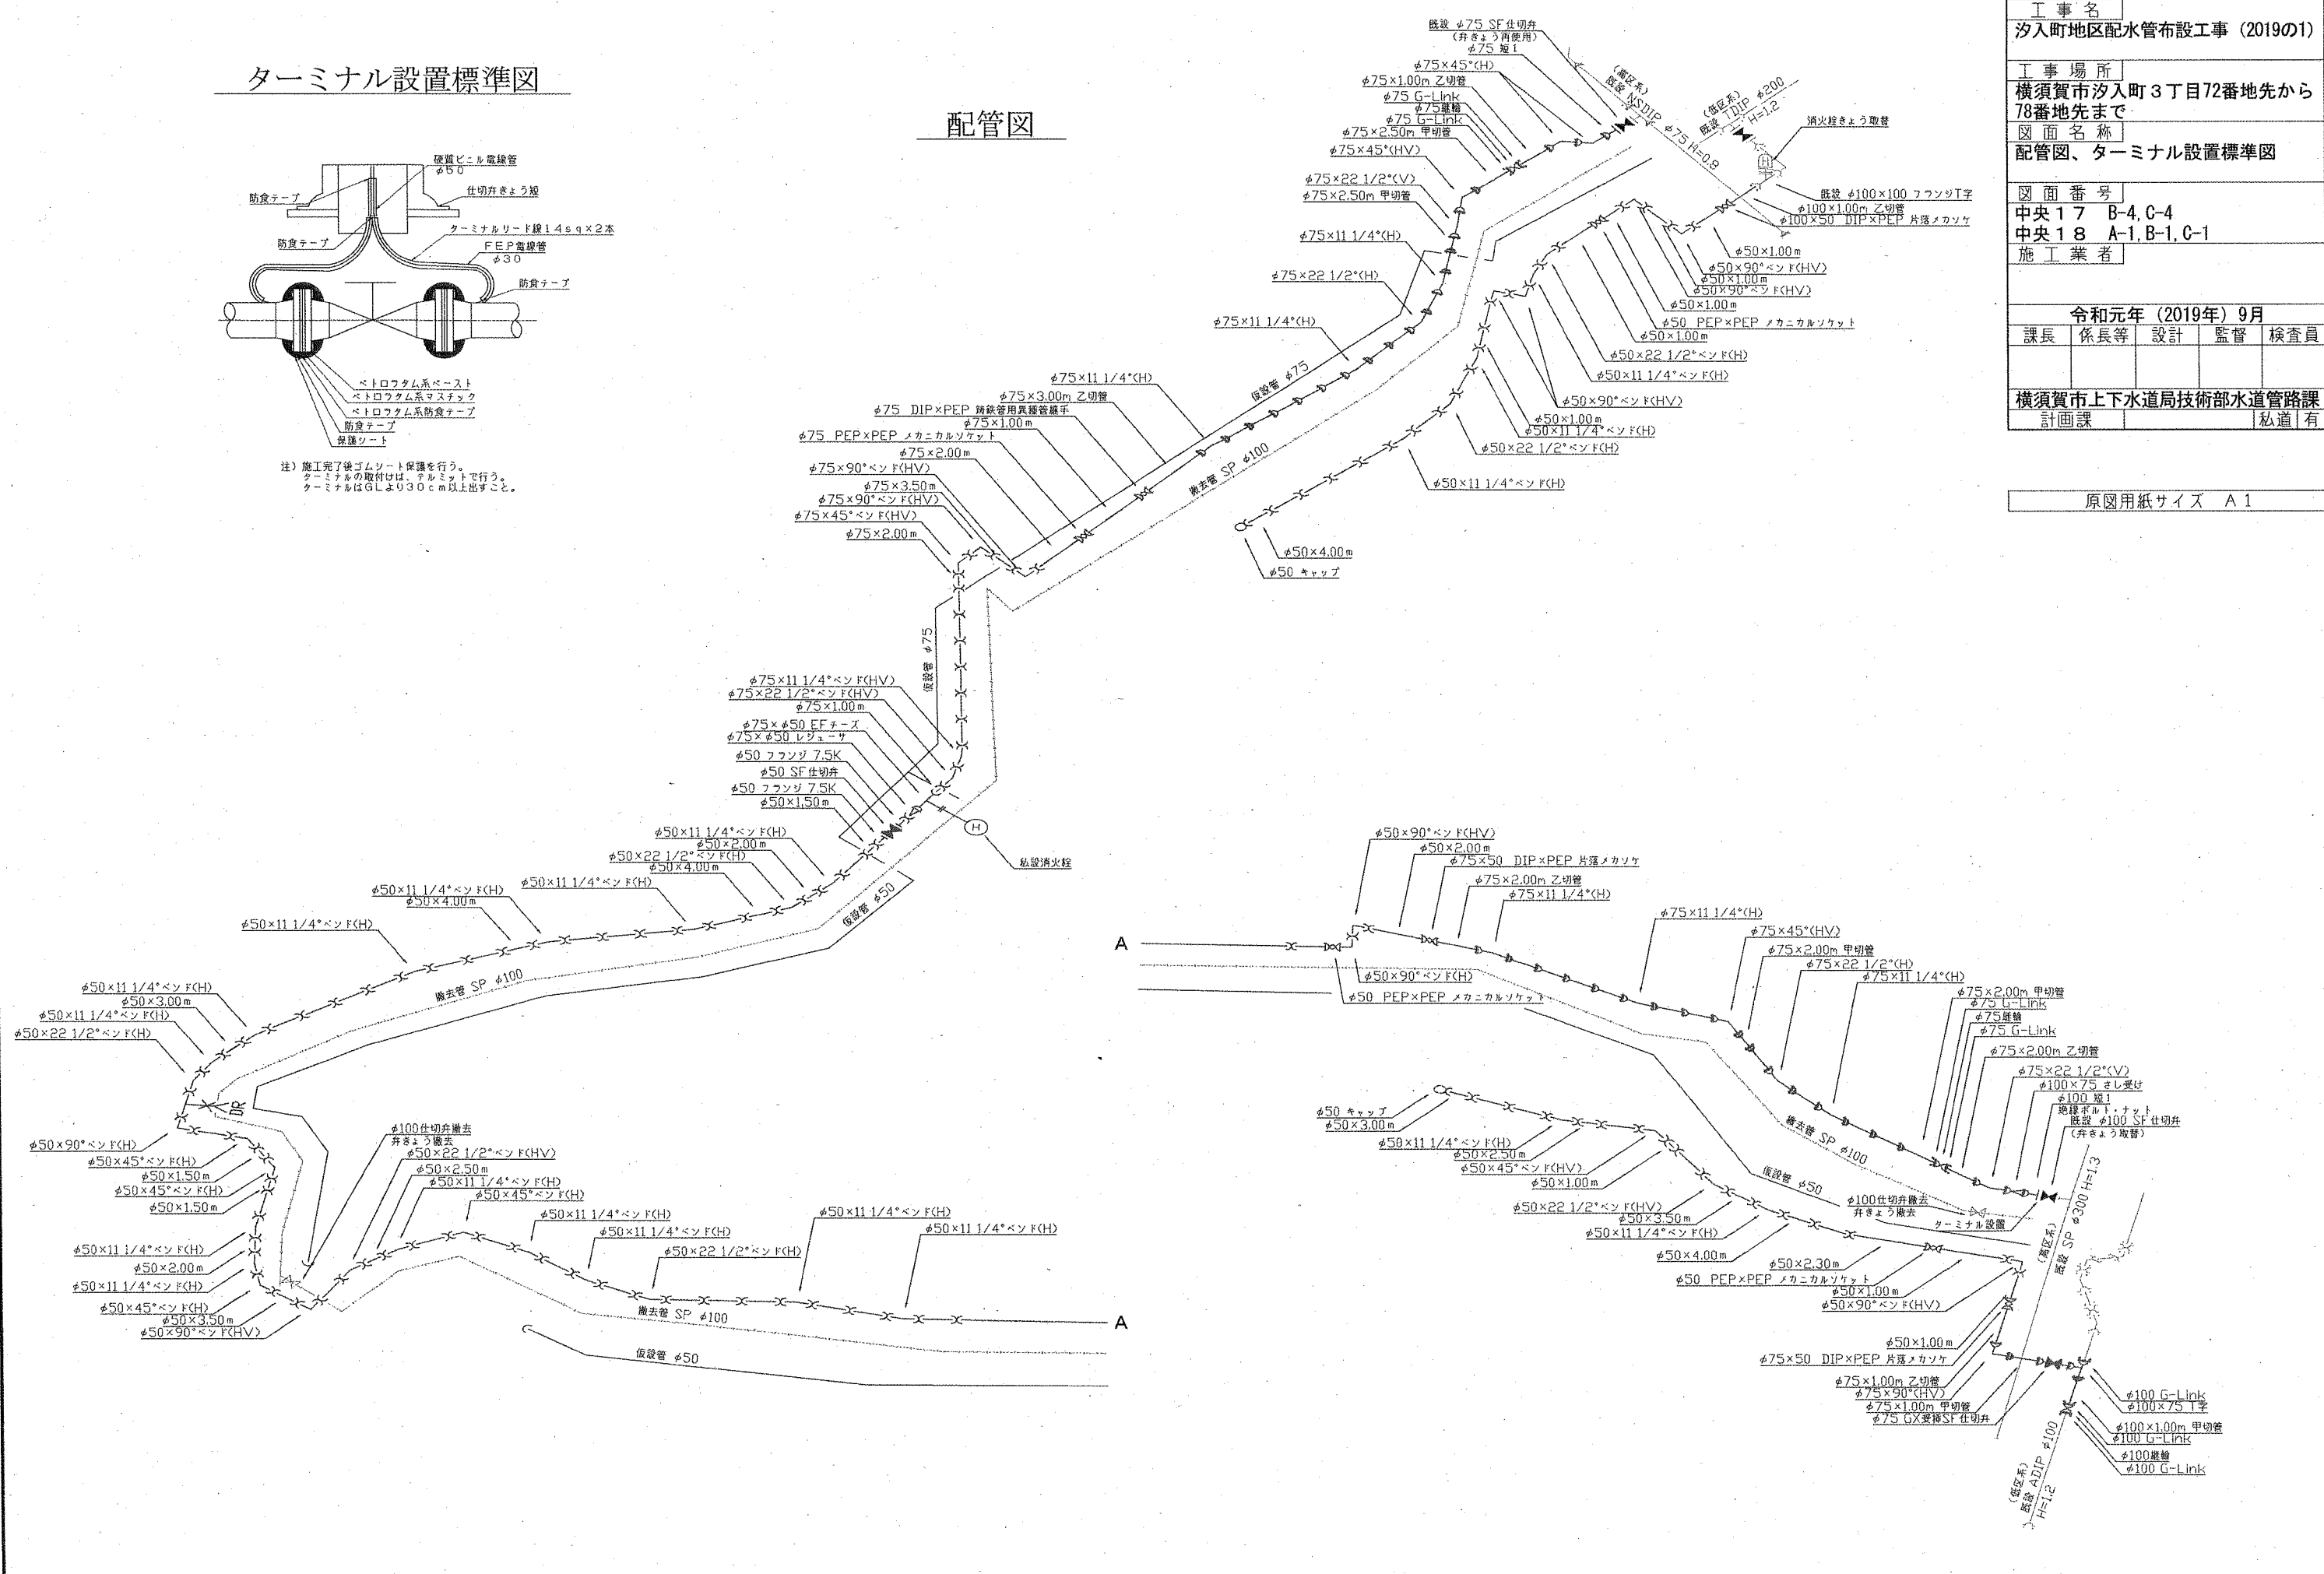 ターミナル設置標準図
硬質ビニル電線管
φ50
防食テープ
仕切弁きょう短
ターミナルリード線14sq×2本
防食テープ
FEP電線管
φ30
防食テープ
ペトロラタム系ペースト
ペトロラタム系マスチック
ペトロラタム系防食テープ
防食テープ
保護シート
注) 施工完了後ゴムシート保護を行う。
ターミナルの取付けは、テルミットで行う。
ターミナルはGLより30cm以上出すこと。
配管図
既設 φ75 SF仕切弁
(弁きょう再使用)
φ75 短1
φ75×45°(H)
φ75×1.00m 乙切管
φ75 G-Link
φ75継輪
φ75 G-Link
φ75×2.50m 甲切管
φ75×45°(HV)
φ75×22 1/2°(V)
φ75×2.50m 甲切管
φ75×11 1/4°(H)
φ75×22 1/2°(H)
φ75×11 1/4°(H)
φ75×11 1/4°(H)
φ75×3.00m 乙切管
φ75 DIP×PEP 鋳鉄管用異種管継手
φ75×1.00m
φ75 PEP×PEP メカニカルソケット
φ75×2.00m
φ75×90°ベンド(HV)
φ75×3.50m
φ75×90°ベンド(HV)
φ75×45°ベンド(HV)
φ75×2.00m
仮設管 φ75
撤去管 SP φ100
(高区系)
既設 NSDIP φ75 H=0.8
(低区系)
既設 TDIP φ200
H=1.2
消火栓きょう取替
既設 φ100×100 フランジT字
φ100×1.00m 乙切管
φ100×50 DIP×PEP 片落メカソケ
φ50×1.00m
φ50×90°ベンド(HV)
φ50×1.00m
φ50×90°ベンド(HV)
φ50×1.00m
φ50 PEP×PEP メカニカルソケット
φ50×1.00m
φ50×22 1/2°ベンド(H)
φ50×11 1/4°ベンド(H)
φ50×90°ベンド(HV)
φ50×1.00m
φ50×11 1/4°ベンド(H)
φ50×22 1/2°ベンド(H)
φ50×11 1/4°ベンド(H)
φ50×4.00m
φ50 キャップ
仮設管 φ75
φ75×11 1/4°ベンド(HV)
φ75×22 1/2°ベンド(HV)
φ75×1.00m
φ75×φ50 EFチーズ
φ75×φ50 レジューサ
φ50 フランジ 7.5K
φ50 SF仕切弁
φ50 フランジ 7.5K
φ50×1.50m
H
私設消火栓
φ50×11 1/4°ベンド(H)
φ50×2.00m
φ50×22 1/2°ベンド(H)
φ50×4.00m
φ50×11 1/4°ベンド(H)
φ50×11 1/4°ベンド(H)
φ50×4.00m
φ50×11 1/4°ベンド(H)
仮設管 φ50
撤去管 SP φ100
φ50×11 1/4°ベンド(H)
φ50×3.00m
φ50×11 1/4°ベンド(H)
φ50×22 1/2°ベンド(H)
DR
φ50×90°ベンド(H)
φ50×45°ベンド(H)
φ50×1.50m
φ50×45°ベンド(H)
φ50×1.50m
φ50×11 1/4°ベンド(H)
φ50×2.00m
φ50×11 1/4°ベンド(H)
φ50×45°ベンド(H)
φ50×3.50m
φ50×90°ベンド(HV)
φ100仕切弁撤去
弁きょう撤去
φ50×22 1/2°ベンド(HV)
φ50×2.50m
φ50×11 1/4°ベンド(H)
φ50×45°ベンド(H)
φ50×11 1/4°ベンド(H)
φ50×11 1/4°ベンド(H)
φ50×22 1/2°ベンド(H)
φ50×11 1/4°ベンド(H)
φ50×11 1/4°ベンド(H)
撤去管 SP φ100
仮設管 φ50
A
A
φ50×90°ベンド(HV)
φ50×2.00m
φ75×50 DIP×PEP 片落メカソケ
φ75×2.00m 乙切管
φ75×11 1/4°(H)
φ50×90°ベンド(H)
φ50 PEP×PEP メカニカルソケット
φ75×11 1/4°(H)
φ75×45°(HV)
φ75×2.00m 甲切管
φ75×22 1/2°(H)
φ75×11 1/4°(H)
φ75×2.00m 甲切管
φ75 G-Link
φ75継輪
φ75 G-Link
φ75×2.00m 乙切管
φ75×22 1/2°(V)
φ100×75 さし受け
φ100 短1
絶縁ボルト・ナット
既設 φ100 SF仕切弁
(弁きょう取替)
撤去管 SP φ100
仮設管 φ50
φ100仕切弁撤去
弁きょう撤去
ターミナル設置
(高区系)
既設 SP φ300 H=1.3
φ50 キャップ
φ50×3.00m
φ50×11 1/4°ベンド(H)
φ50×2.50m
φ50×45°ベンド(HV)
φ50×1.00m
φ50×22 1/2°ベンド(HV)
φ50×3.50m
φ50×11 1/4°ベンド(H)
φ50×4.00m
φ50×2.30m
φ50 PEP×PEP メカニカルソケット
φ50×1.00m
φ50×90°ベンド(HV)
φ50×1.00m
φ75×50 DIP×PEP 片落メカソケ
φ75×1.00m 乙切管
φ75×90°(HV)
φ75×1.00m 甲切管
φ75 GX受挿SF仕切弁
φ100 G-Link
φ100×75 T字
φ100×1.00m 甲切管
φ100 G-Link
φ100継輪
φ100 G-Link
(低区系)
既設 ADIP φ100
H=1.2
工事名
汐入町地区配水管布設工事 (2019の1)
工事場所
横須賀市汐入町3丁目72番地先から
78番地先まで
図面名称
配管図、ターミナル設置標準図
図面番号
中央17 B-4, C-4
中央18 A-1, B-1, C-1
施工業者
令和元年 (2019年) 9月
課長 係長等 設計 監督 検査員
横須賀市上下水道局技術部水道管路課
計画課 私道 有
原図用紙サイズ A1